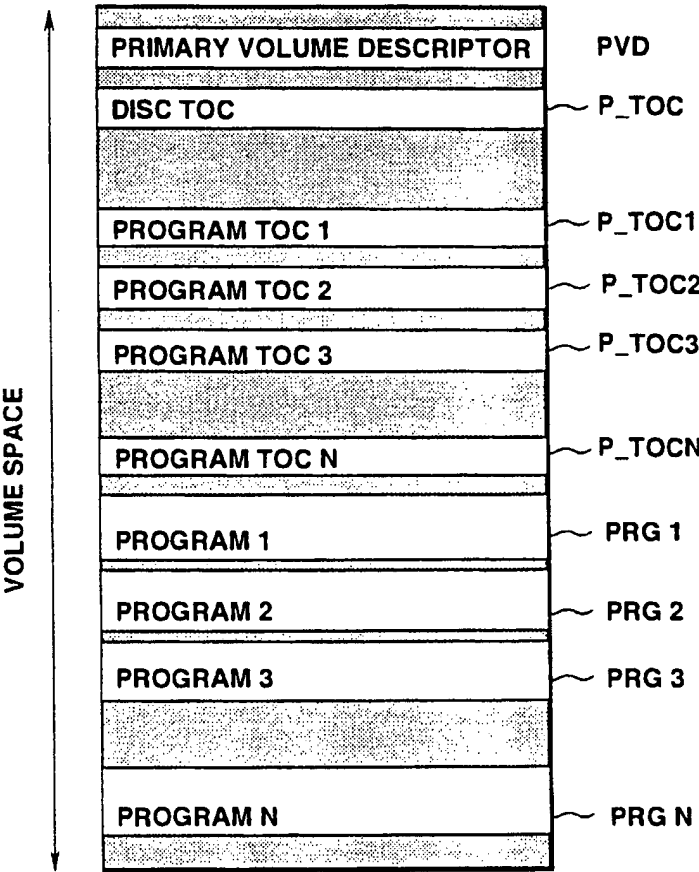 PRIMARY VOLUME DESCRIPTOR PVD
DISC TOC P_TOC
PROGRAM TOC 1 P_TOC1
PROGRAM TOC 2 P_TOC2
PROGRAM TOC 3 P_TOC3
PROGRAM TOC N P_TOCN
PROGRAM 1 PRG 1
PROGRAM 2 PRG 2
PROGRAM 3 PRG 3
PROGRAM N PRG N
VOLUME SPACE